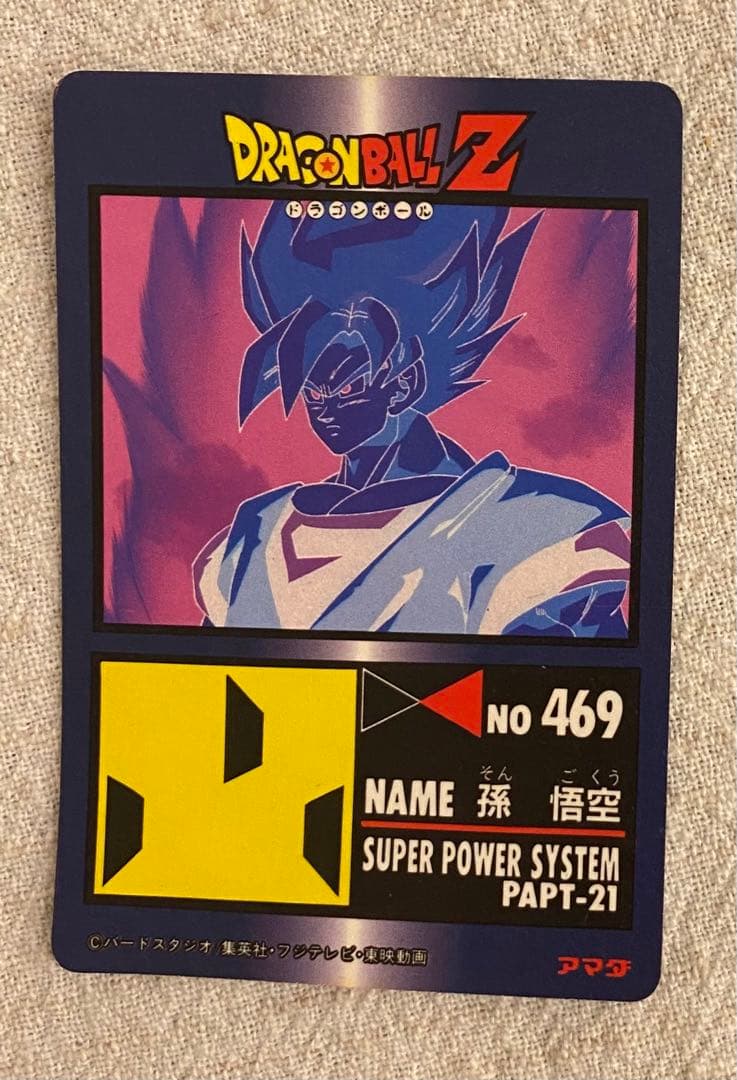 DRAGONBALL Z
ドラゴンボール
NO 469
そん ごくう
NAME 孫 悟空
SUPER POWER SYSTEM
PAPT-21
©バードスタジオ/集英社・フジテレビ・東映動画
アマダ